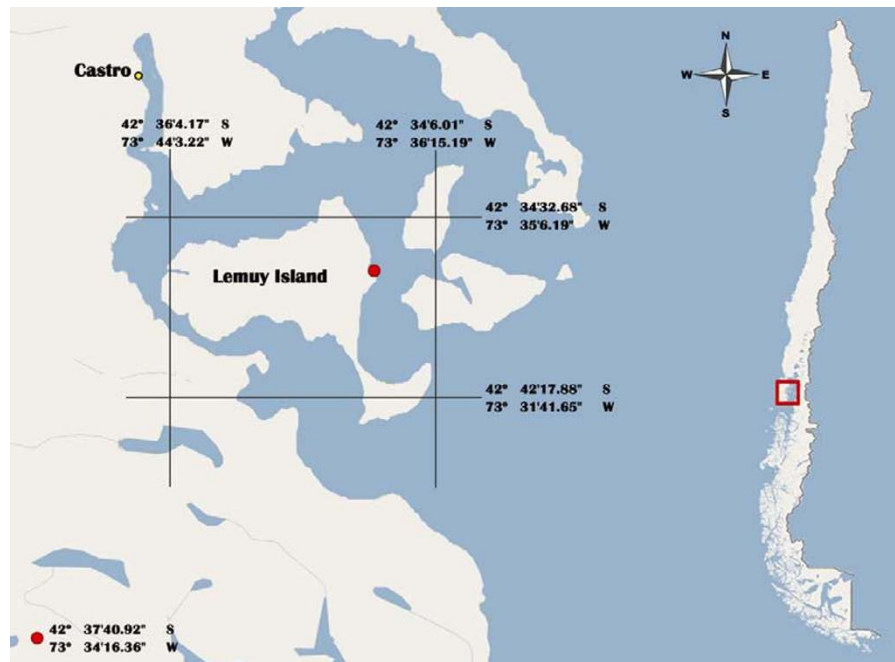 N
W E
S
Castro
42° 36'4.17" S
73° 44'3.22" W
42° 34'6.01" S
73° 36'15.19" W
42° 34'32.68" S
73° 35'6.19" W
Lemuy Island
42° 42'17.88" S
73° 31'41.65" W
42° 37'40.92" S
73° 34'16.36" W